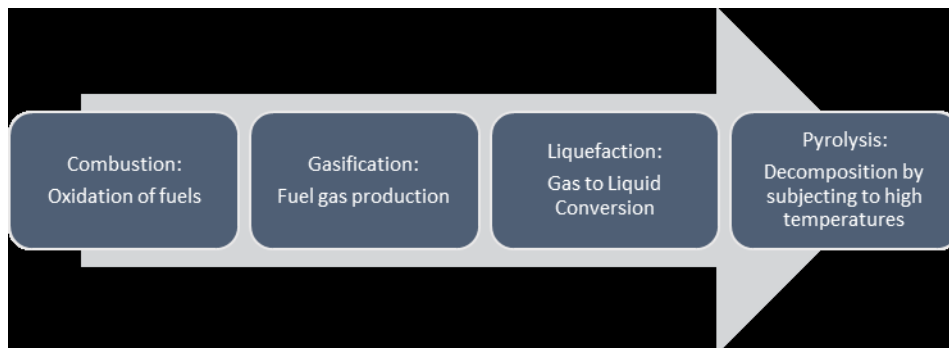 Combustion:
Oxidation of fuels
Gasification:
Fuel gas production
Liquefaction:
Gas to Liquid
Conversion
Pyrolysis:
Decomposition by
subjecting to high
temperatures